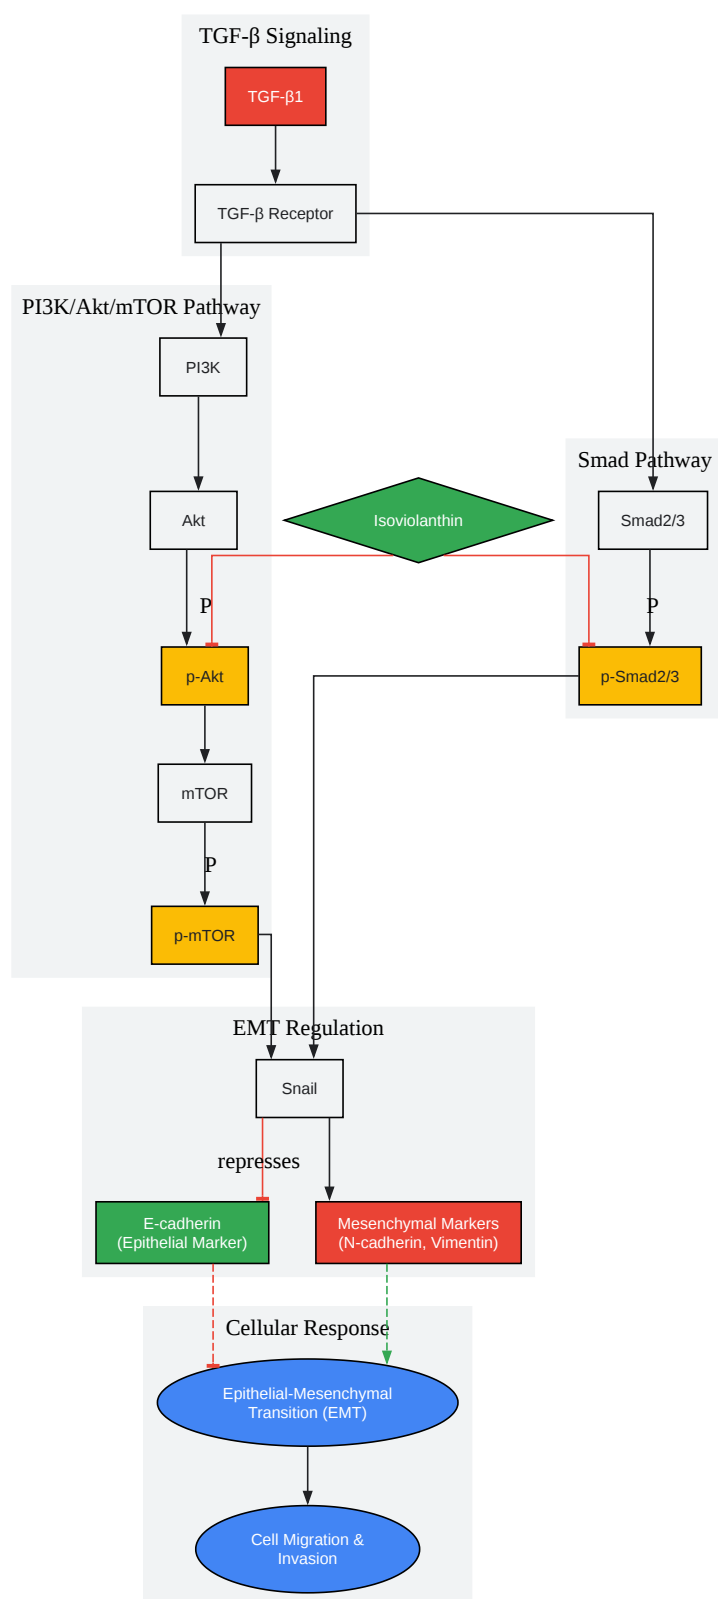 TGF-β Signaling
TGF-β1
TGF-β Receptor
PI3K/Akt/mTOR Pathway
PI3K
Smad Pathway
Akt
Isoviolanthin
Smad2/3
P
P
p-Akt
p-Smad2/3
mTOR
P
p-mTOR
EMT Regulation
Snail
represses
E-cadherin
(Epithelial Marker)
Mesenchymal Markers
(N-cadherin, Vimentin)
Cellular Response
Epithelial-Mesenchymal
Transition (EMT)
Cell Migration &
Invasion